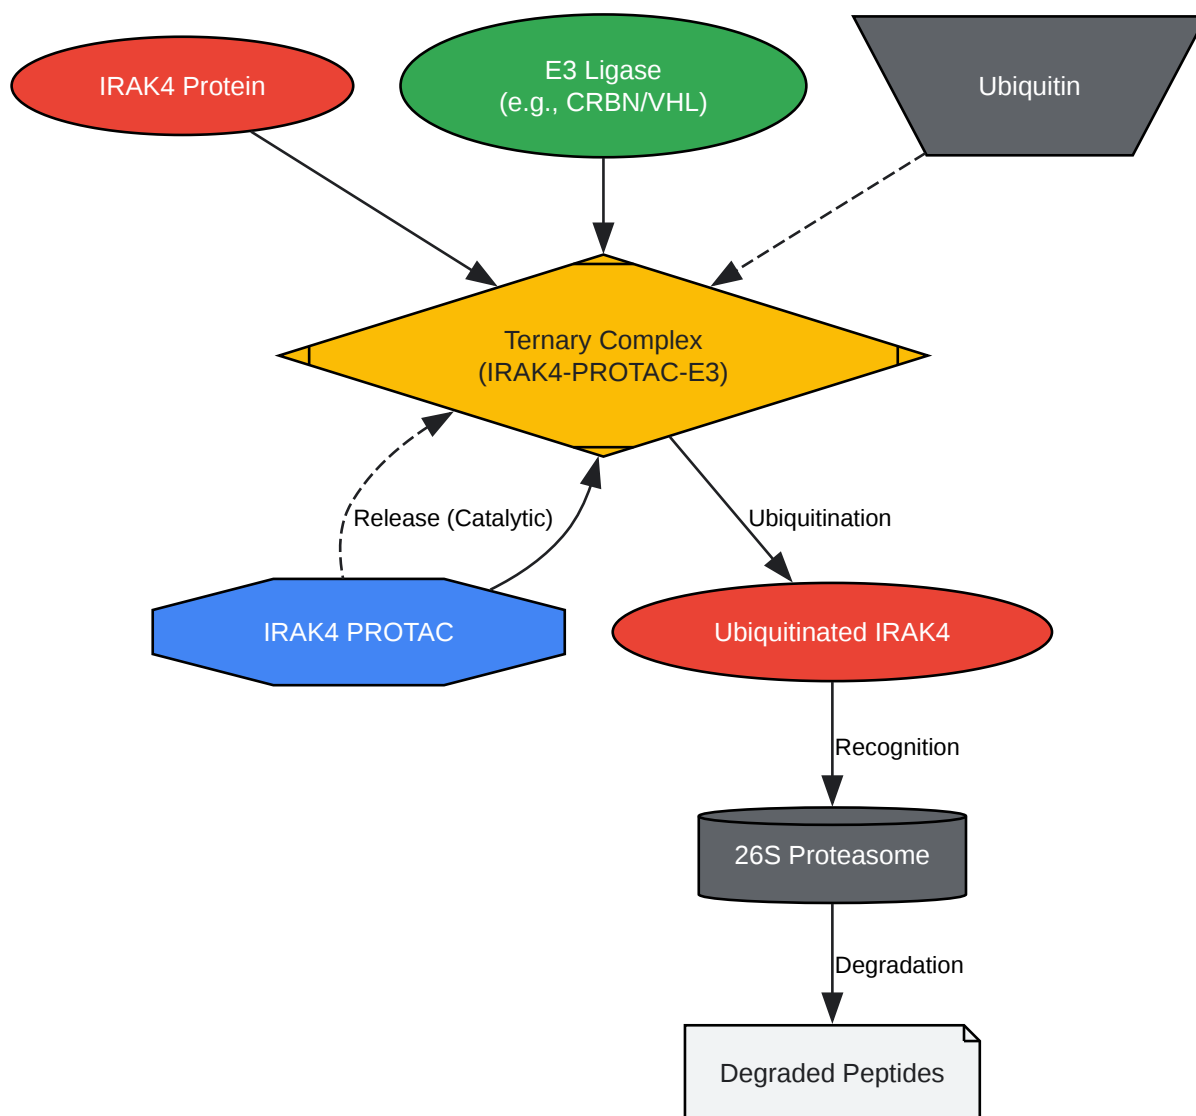 IRAK4 Protein
E3 Ligase
(e.g., CRBN/VHL)
Ubiquitin
Ternary Complex
(IRAK4-PROTAC-E3)
Release (Catalytic)
Ubiquitination
IRAK4 PROTAC
Ubiquitinated IRAK4
Recognition
26S Proteasome
Degradation
Degraded Peptides